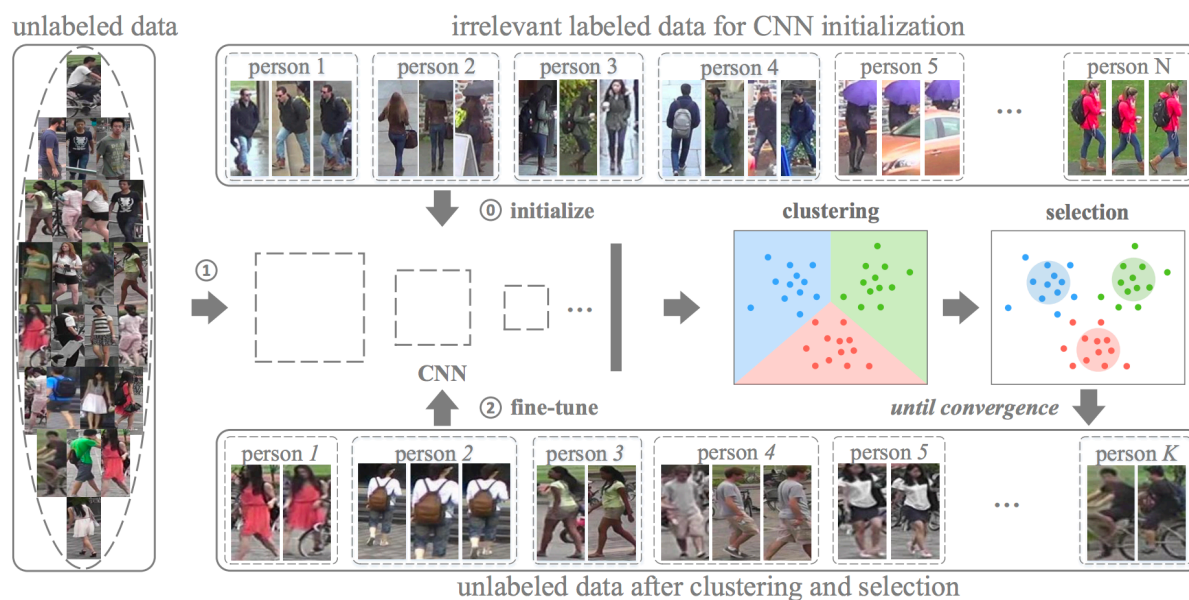 unlabeled data
irrelevant labeled data for CNN initialization
person 1
person 2
person 3
person 4
person 5
...
person N
⓪ initialize
clustering
selection
①
...
CNN
② fine-tune
until convergence
person 1
person 2
person 3
person 4
person 5
...
person K
unlabeled data after clustering and selection